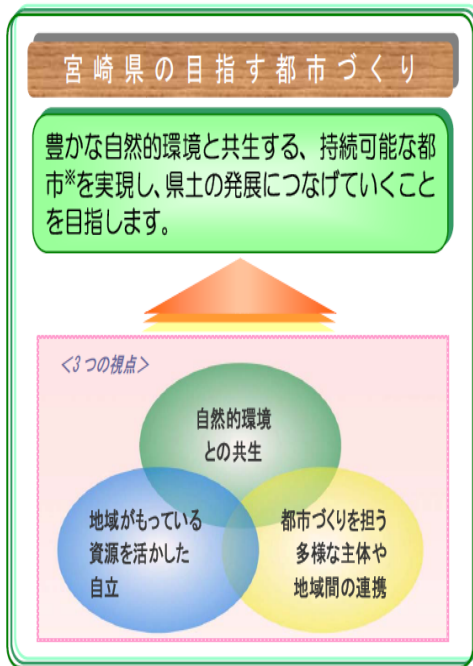 宮崎県の目指す都市づくり
豊かな自然的環境と共生する、持続可能な都
市※を実現し、県土の発展につなげていくこと
を目指します。
＜3つの視点＞
自然的環境
との共生
地域がもっている
資源を活かした
自立
都市づくりを担う
多様な主体や
地域間の連携